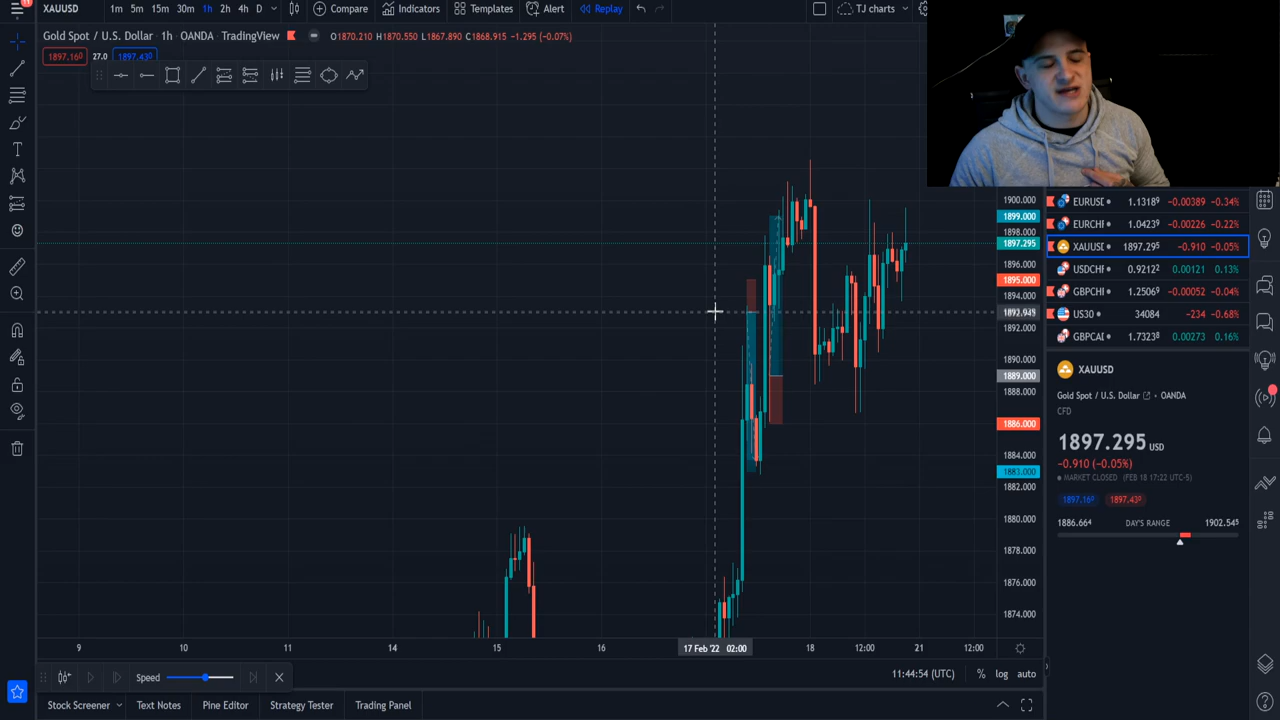 XAUUSD 1m 5m 15m 30m 1h 2h 4h D Compare Indicators Templates Alert Replay TJ charts
Gold Spot / U.S. Dollar · 1h · OANDA · TradingView O1870.210 H1870.550 L1867.890 C1868.915 −1.295 (−0.07%)
1897.160 27.0 1897.430
1900.000
1899.000
1898.000
1897.295
1896.000
1895.000
1894.000
1892.945
1892.000
1890.000
1889.000
1888.000
1886.000
1884.000
1883.000
1882.000
1880.000
1878.000
1876.000
1874.000
EURUSD 1.13189 −0.00389 −0.34%
EURCHF 1.04239 −0.00226 −0.22%
XAUUSD 1897.295 −0.910 −0.05%
USDCHF 0.92122 0.00121 0.13%
GBPCHF 1.25069 −0.00052 −0.04%
US30 34084 −234 −0.68%
GBPCAD 1.73238 0.00273 0.16%
XAUUSD
Gold Spot / U.S. Dollar · OANDA
CFD
1897.295 USD
−0.910 (−0.05%)
MARKET CLOSED (FEB 18 17:22 UTC-5)
1897.160 1897.430
1886.664 DAY'S RANGE 1902.545
9 10 11 14 15 16 17 Feb '22 02:00 18 12:00 21 12:00
Speed
11:44:54 (UTC) % log auto
Stock Screener Text Notes Pine Editor Strategy Tester Trading Panel